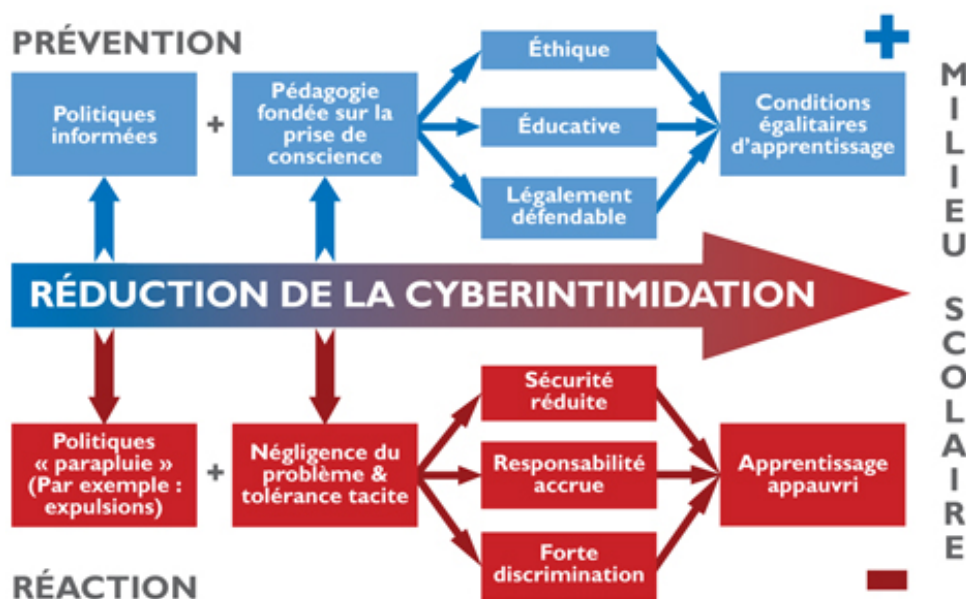 PRÉVENTION
+
Politiques
informées
+
Pédagogie
fondée sur la
prise de
conscience
Éthique
Éducative
Légalement
défendable
Conditions
égalitaires
d'apprentissage
RÉDUCTION DE LA CYBERINTIMIDATION
Politiques
« parapluie »
(Par exemple :
expulsions)
+
Négligence du
problème &
tolérance tacite
Sécurité
réduite
Responsabilité
accrue
Forte
discrimination
Apprentissage
appauvri
RÉACTION
−
MILIEU SCOLAIRE